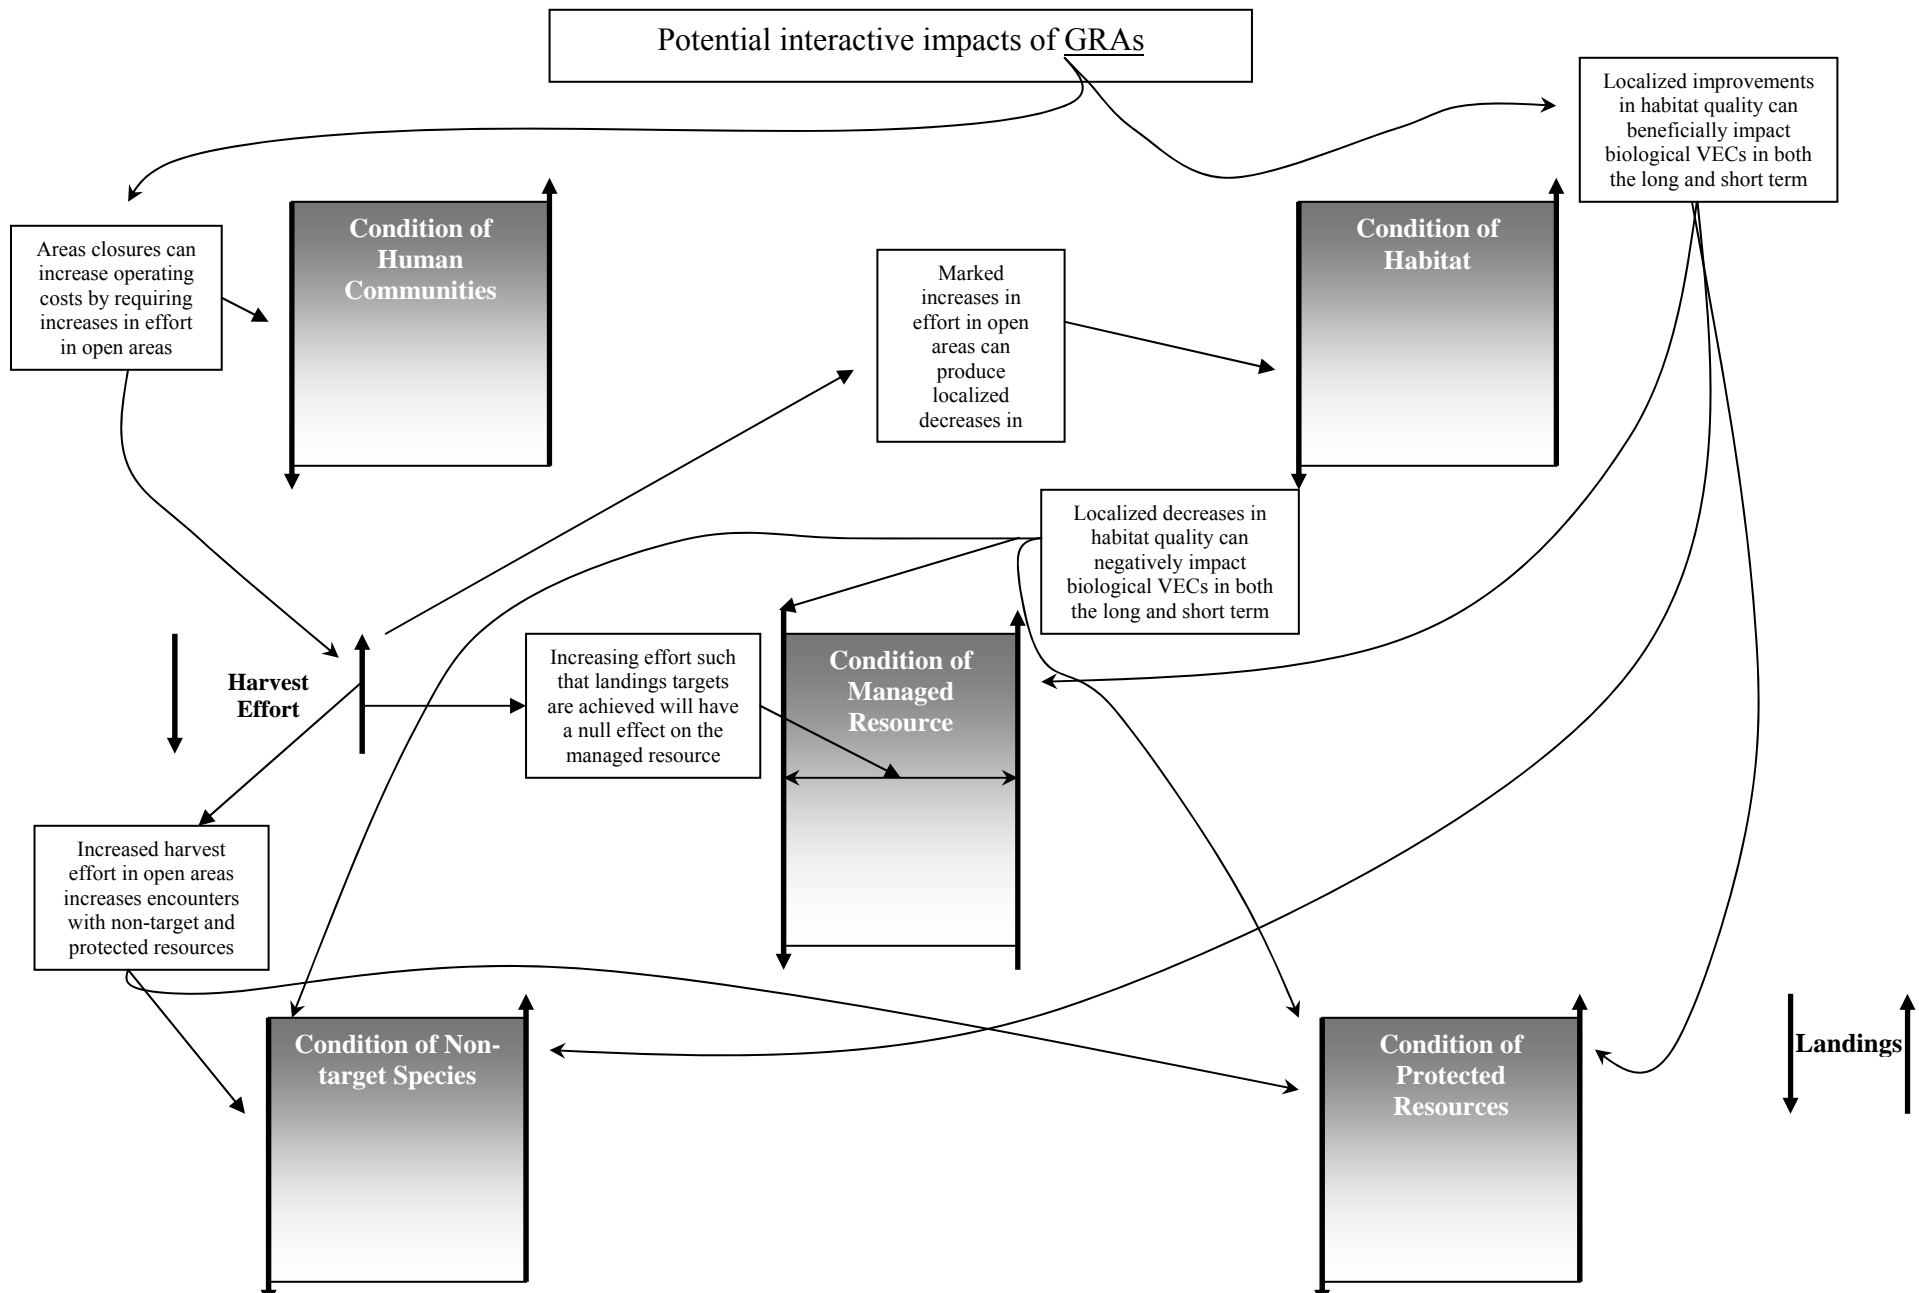 Potential interactive impacts of GRAs
Localized improvements
in habitat quality can
beneficially impact
biological VECs in both
the long and short term
Areas closures can
increase operating
costs by requiring
increases in effort
in open areas
Condition of
Human
Communities
Marked
increases in
effort in open
areas can
produce
localized
decreases in
Condition of
Habitat
Localized decreases in
habitat quality can
negatively impact
biological VECs in both
the long and short term
Harvest
Effort
Increasing effort such
that landings targets
are achieved will have
a null effect on the
managed resource
Condition of
Managed
Resource
Increased harvest
effort in open areas
increases encounters
with non-target and
protected resources
Condition of Non-
target Species
Condition of
Protected
Resources
Landings